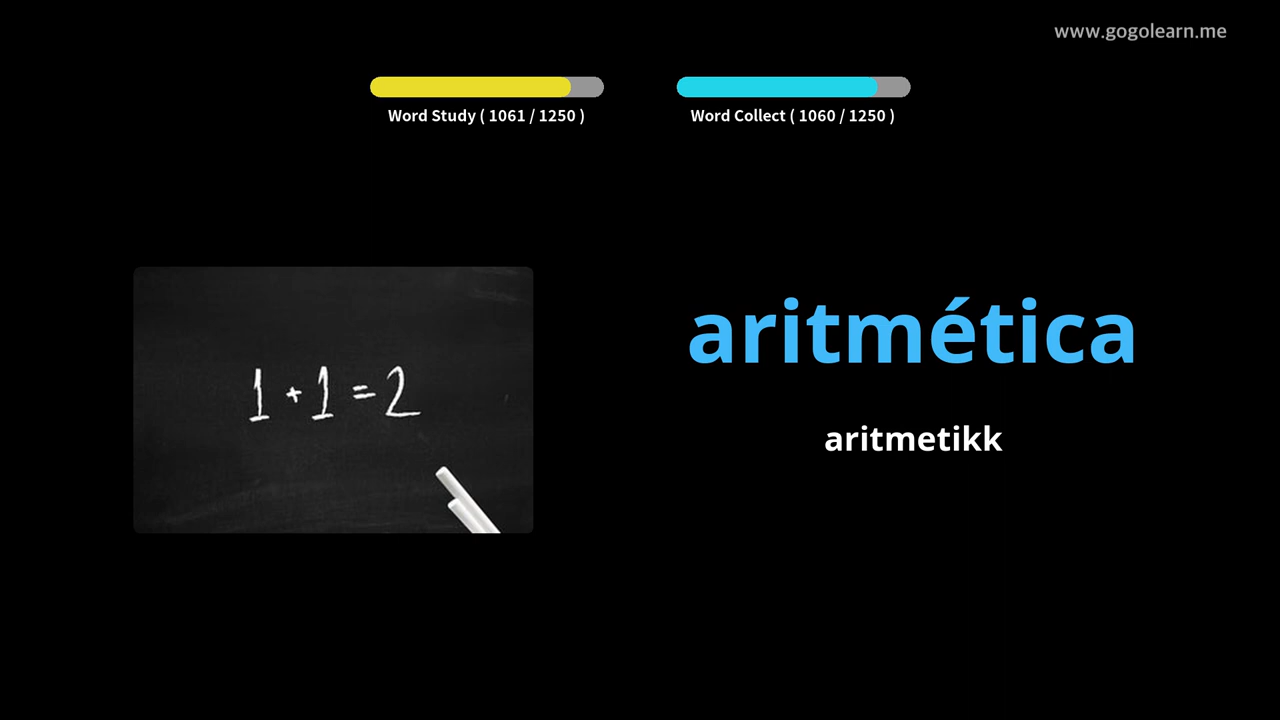 www.gogolearn.me
Word Study ( 1061 / 1250 )
Word Collect ( 1060 / 1250 )
1 + 1 = 2
aritmética
aritmetikk